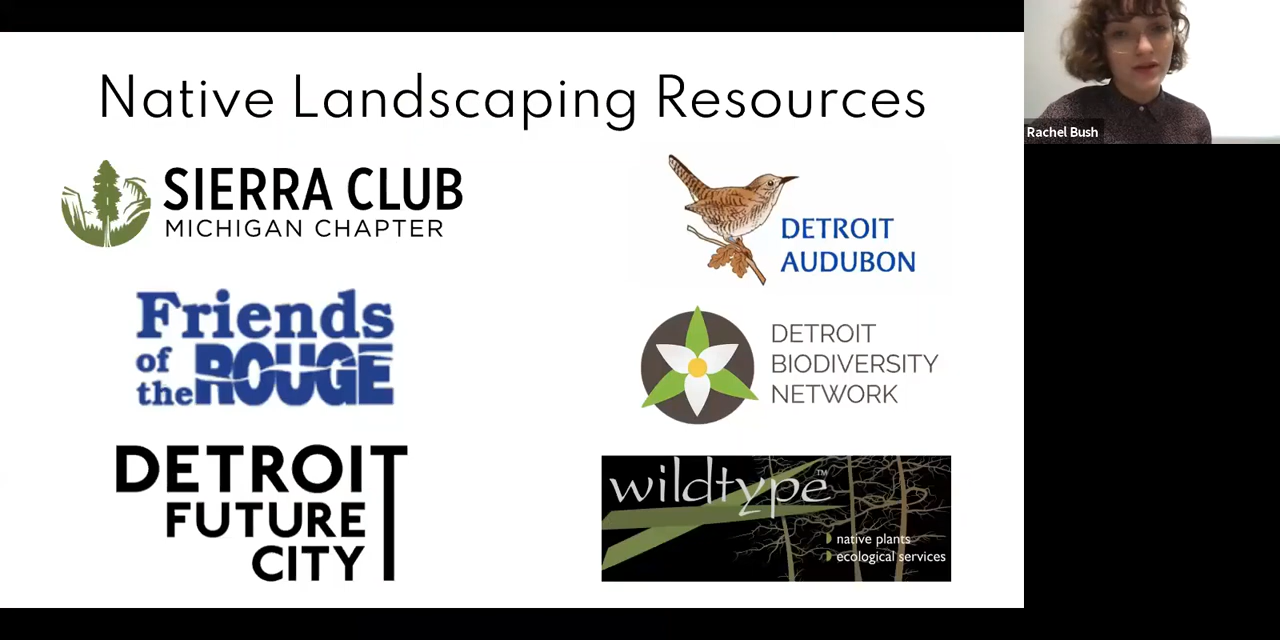 Native Landscaping Resources
SIERRA CLUB
MICHIGAN CHAPTER
DETROIT
AUDUBON
Friends
of
the ROUGE
DETROIT
BIODIVERSITY
NETWORK
DETROIT
FUTURE
CITY
wildtype™
native plants
ecological services
Rachel Bush